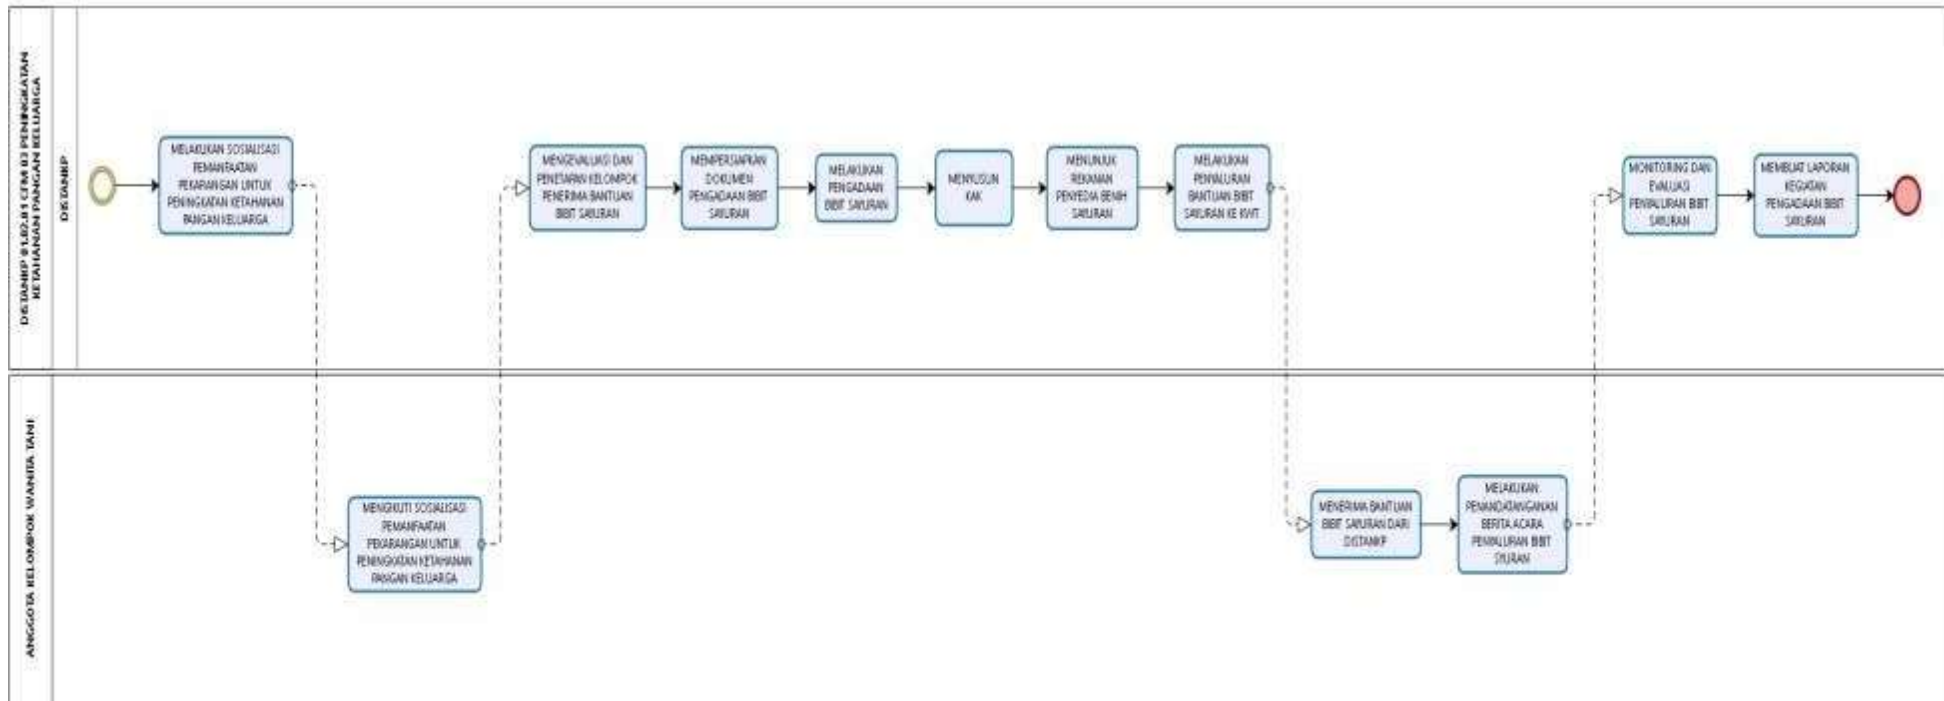 DISTANKP 01.02.01 CFM 03 PENINGKATAN
KETAHANAN PANGAN KELUARGA
DISTANKP
MELAKUKAN SOSIALISASI
PEMANFAATAN
PEKARANGAN UNTUK
PENINGKATAN KETAHANAN
PANGAN KELUARGA
MENGEVALUASI DAN
PENETAPAN KELOMPOK
PENERIMA BANTUAN
BIBIT SAYURAN
MEMPERSIAPKAN
DOKUMEN
PENGADAAN BIBIT
SAYURAN
MELAKUKAN
PENGADAAN
BIBIT SAYURAN
MENYUSUN
KAK
MENUNJUK
REKANAN
PENYEDIA BENIH
SAYURAN
MELAKUKAN
PENYALURAN
BANTUAN BIBIT
SAYURAN KE KWT
MONITORING DAN
EVALUASI
PENYALURAN BIBIT
SAYURAN
MEMBUAT LAPORAN
KEGIATAN
PENGADAAN BIBIT
SAYURAN
ANGGOTA KELOMPOK WANITA TANI
MENGIKUTI SOSIALISASI
PEMANFAATAN
PEKARANGAN UNTUK
PENINGKATAN KETAHANAN
PANGAN KELUARGA
MENERIMA BANTUAN
BIBIT SAYURAN DARI
DISTANKP
MELAKUKAN
PENANDATANGANAN
BERITA ACARA
PENYALURAN BIBIT
SYURAN